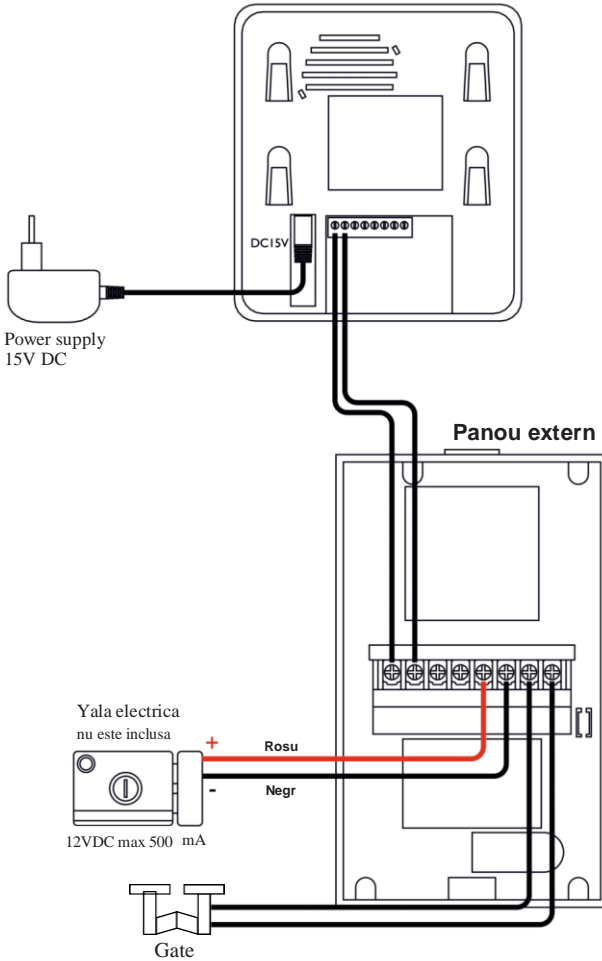 DC15V
Power supply
15V DC
Panou extern
Yala electrica
nu este inclusa
+
Rosu
-
Negr
12VDC max 500 mA
Gate